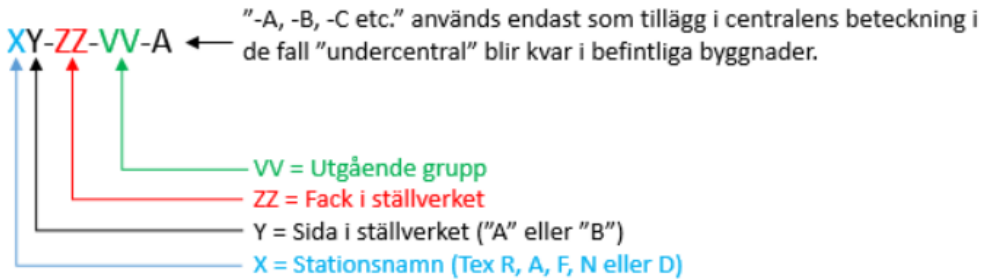 "-A, -B, -C etc." används endast som tillägg i centralens beteckning i
XY-ZZ-VV-A
de fall "undercentral" blir kvar i befintliga byggnader.
VV = Utgående grupp
ZZ = Fack i ställverket
Y = Sida i ställverket ("A" eller "B")
X = Stationsnamn (Tex R, A, F, N eller D)